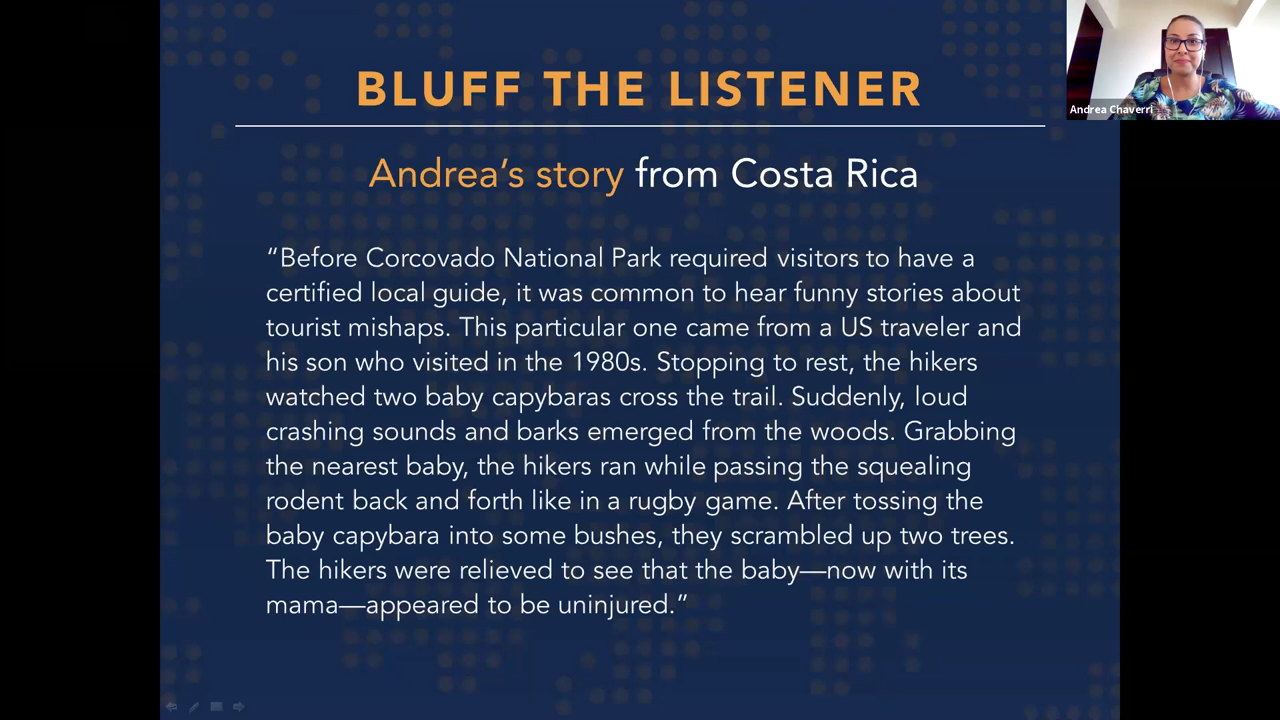 BLUFF THE LISTENER
Andrea Chaverri
Andrea’s story from Costa Rica
“Before Corcovado National Park required visitors to have a
certified local guide, it was common to hear funny stories about
tourist mishaps. This particular one came from a US traveler and
his son who visited in the 1980s. Stopping to rest, the hikers
watched two baby capybaras cross the trail. Suddenly, loud
crashing sounds and barks emerged from the woods. Grabbing
the nearest baby, the hikers ran while passing the squealing
rodent back and forth like in a rugby game. After tossing the
baby capybara into some bushes, they scrambled up two trees.
The hikers were relieved to see that the baby—now with its
mama—appeared to be uninjured.”